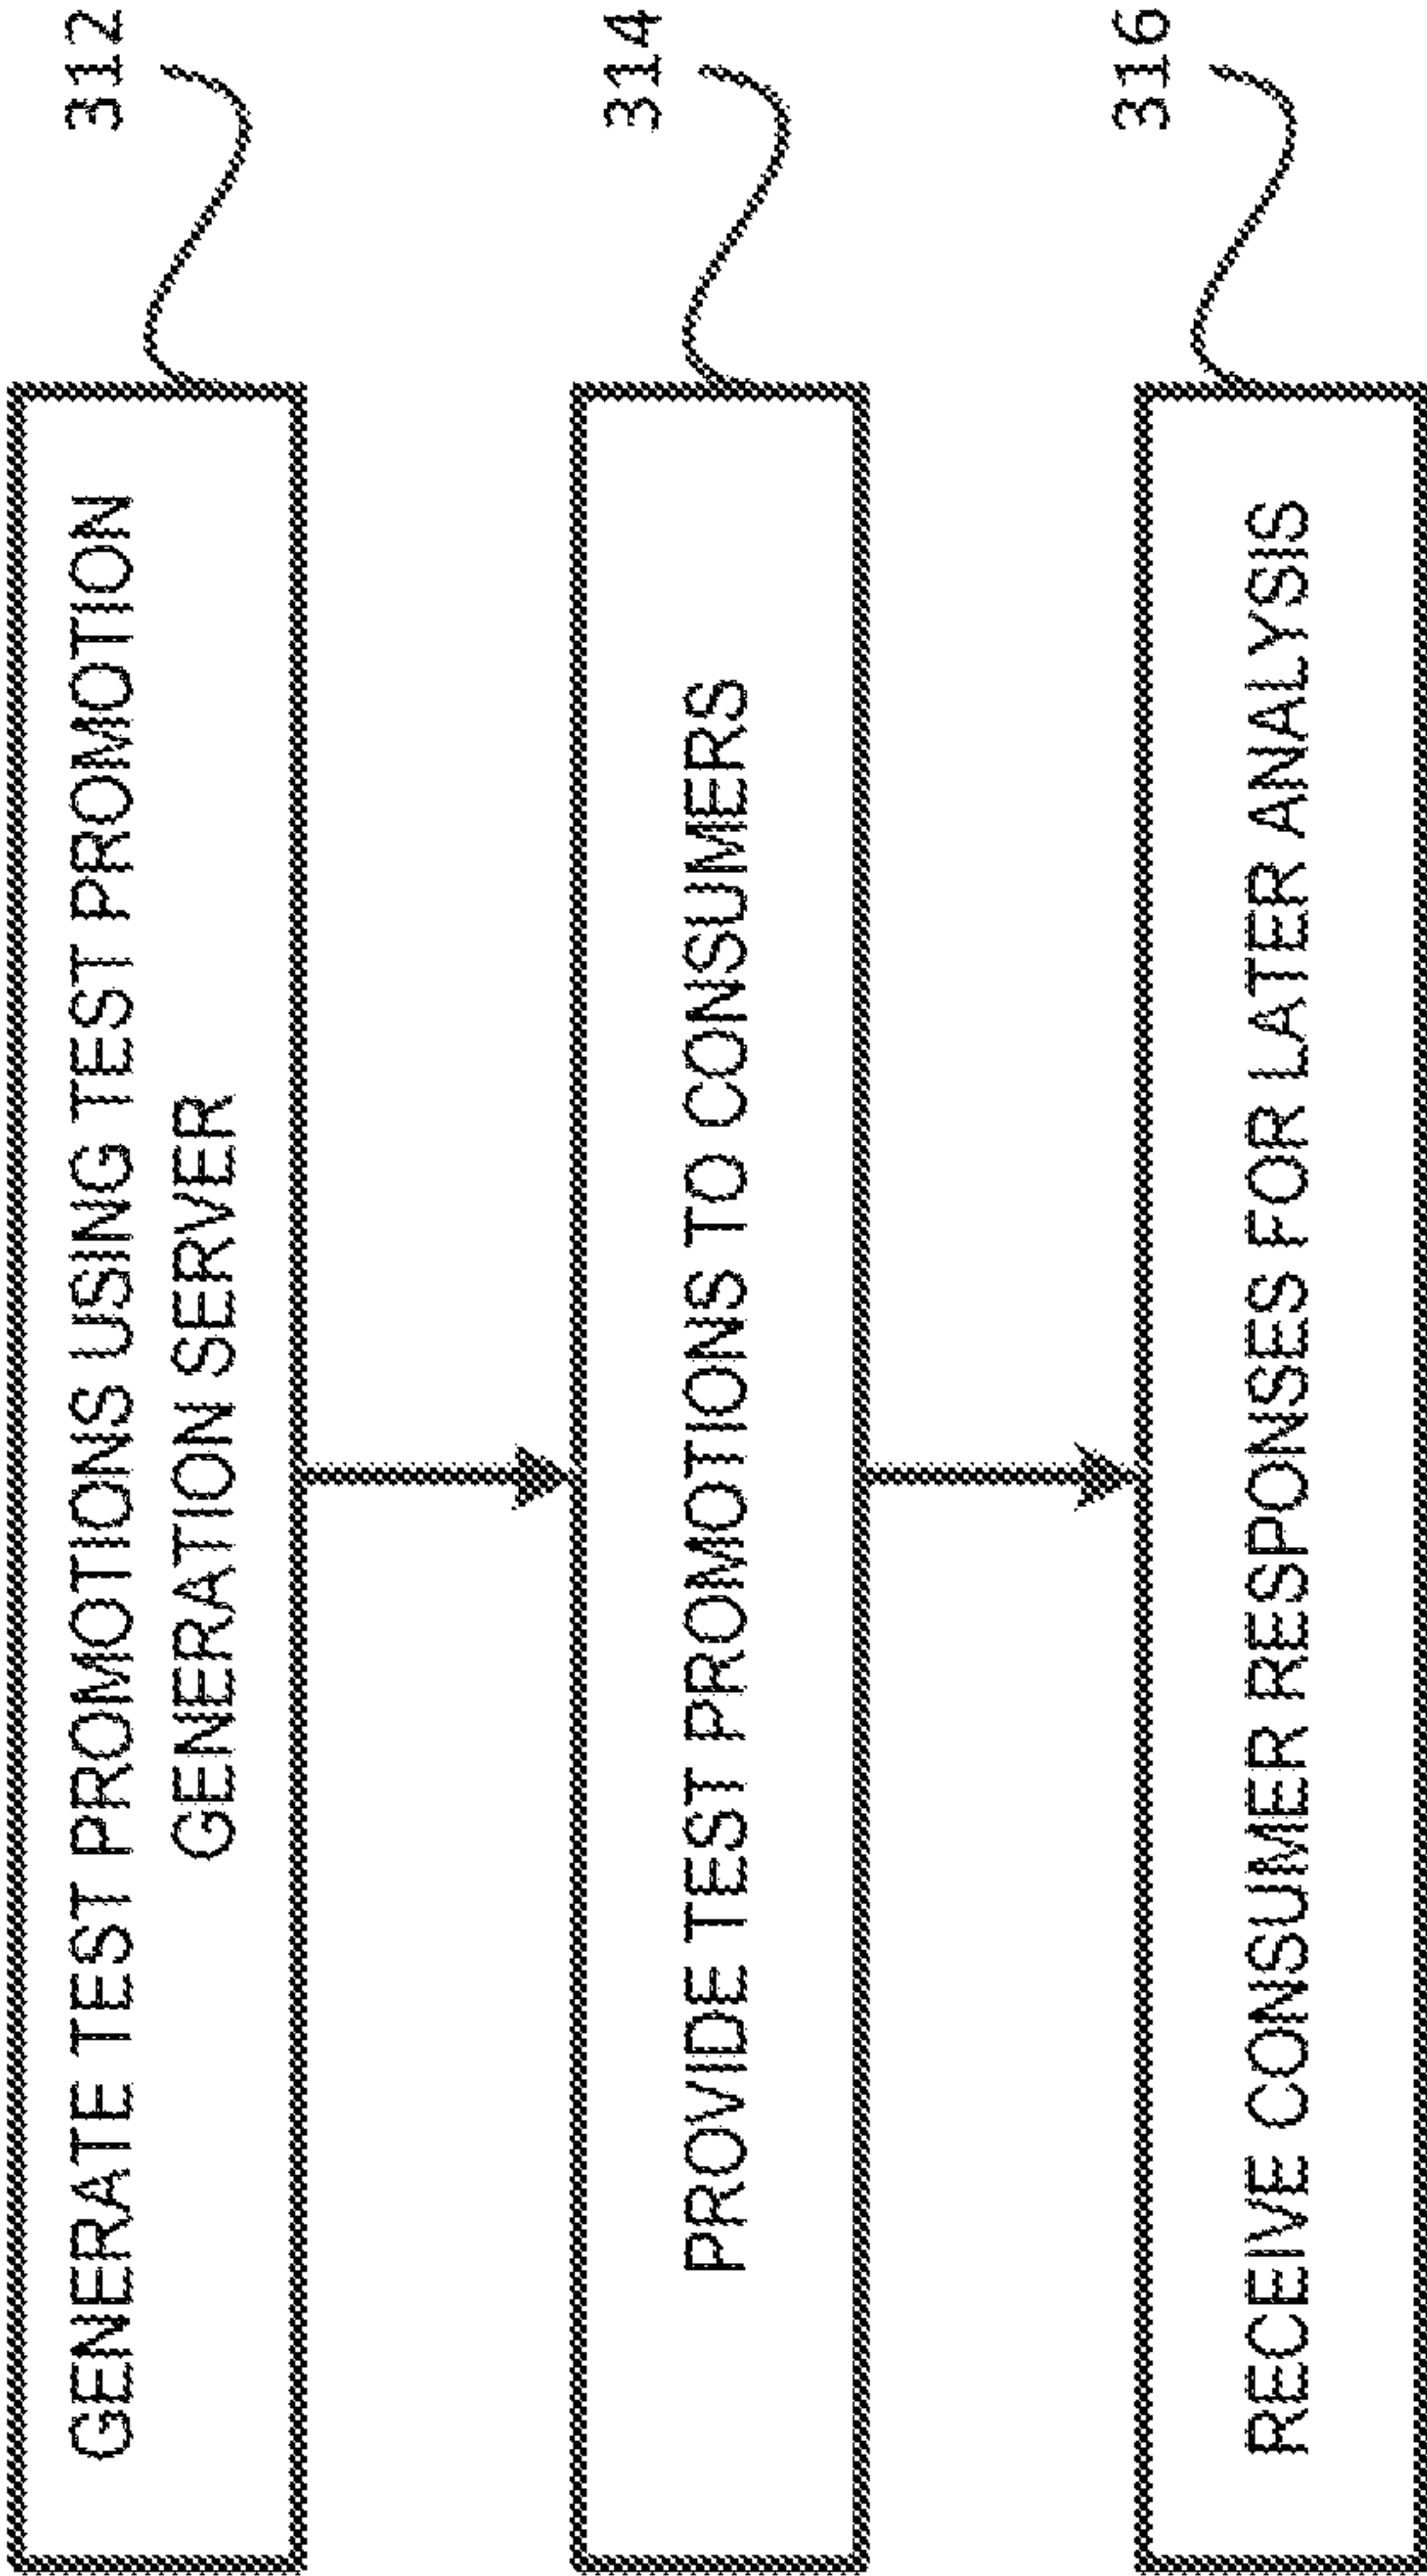 GENERATE TEST PROMOTIONS USING TEST PROMOTION
GENERATION SERVER
312
PROVIDE TEST PROMOTIONS TO CONSUMERS
314
RECEIVE CONSUMER RESPONSES FOR LATER ANALYSIS
316